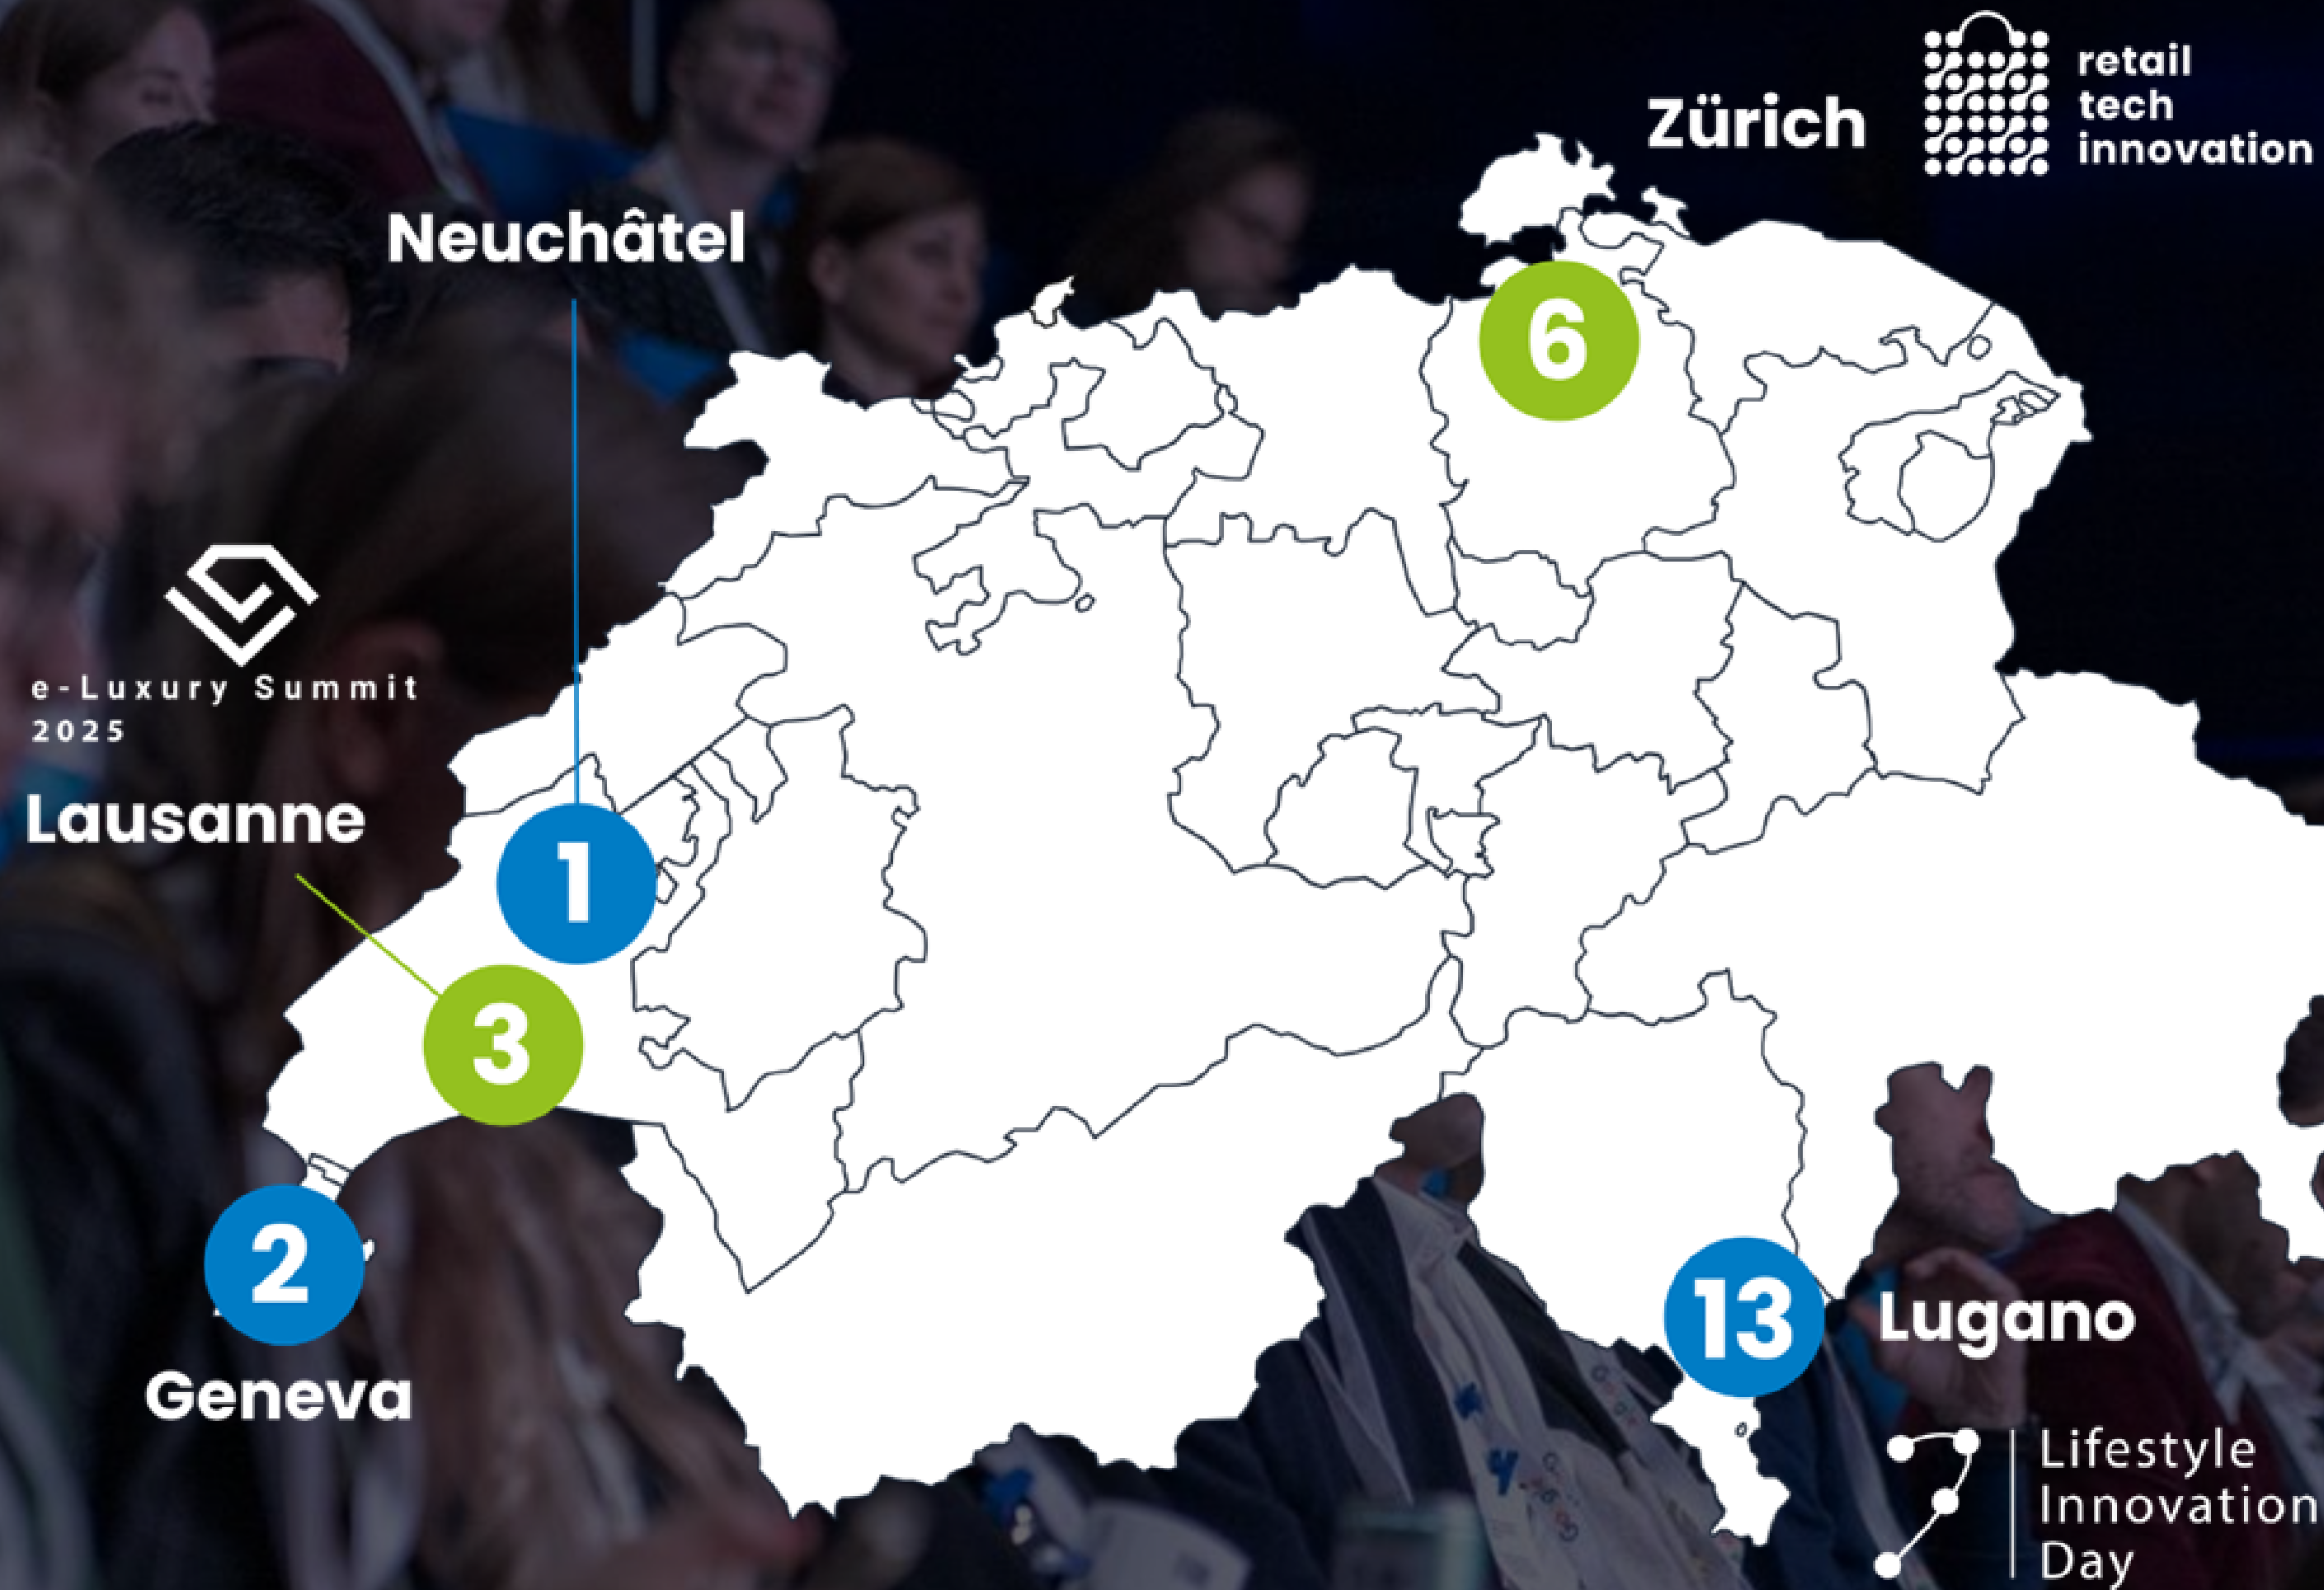 Zürich
retail
tech
innovation
6
Neuchâtel
e-Luxury Summit
2025
Lausanne
1
3
2
Geneva
13
Lugano
Lifestyle
Innovation
Day